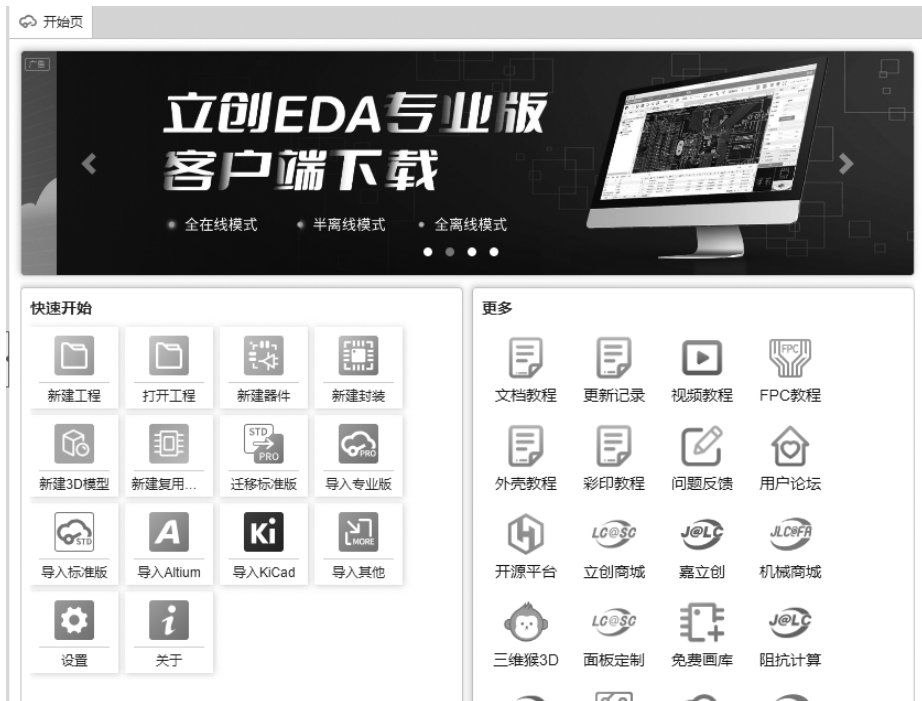 开始页
广告
立创EDA专业版
客户端下载
全在线模式 半离线模式 全离线模式
快速开始
新建工程 打开工程 新建器件 新建封装
STD
PRO
PRO
新建3D模型 新建复用... 迁移标准版 导入专业版
STD
A
Ki
MORE
导入标准版 导入Altium 导入KiCad 导入其他
i
设置 关于
更多
FPC
文档教程 更新记录 视频教程 FPC教程
外壳教程 彩印教程 问题反馈 用户论坛
LC@SC J@LC JLC@FA
开源平台 立创商城 嘉立创 机械商城
LC@SC J@LC
三维猴3D 面板定制 免费画库 阻抗计算